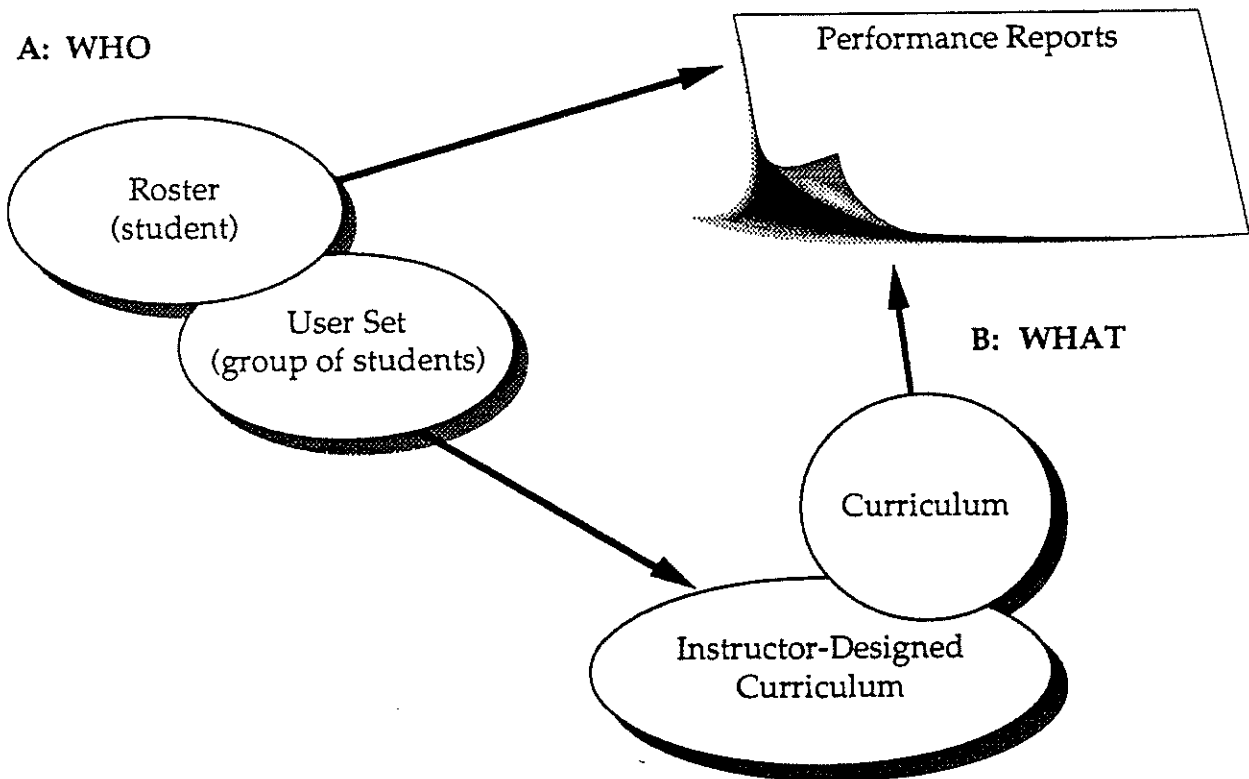 A: WHO
Performance Reports
Roster
(student)
User Set
(group of students)
B: WHAT
Curriculum
Instructor-Designed
Curriculum